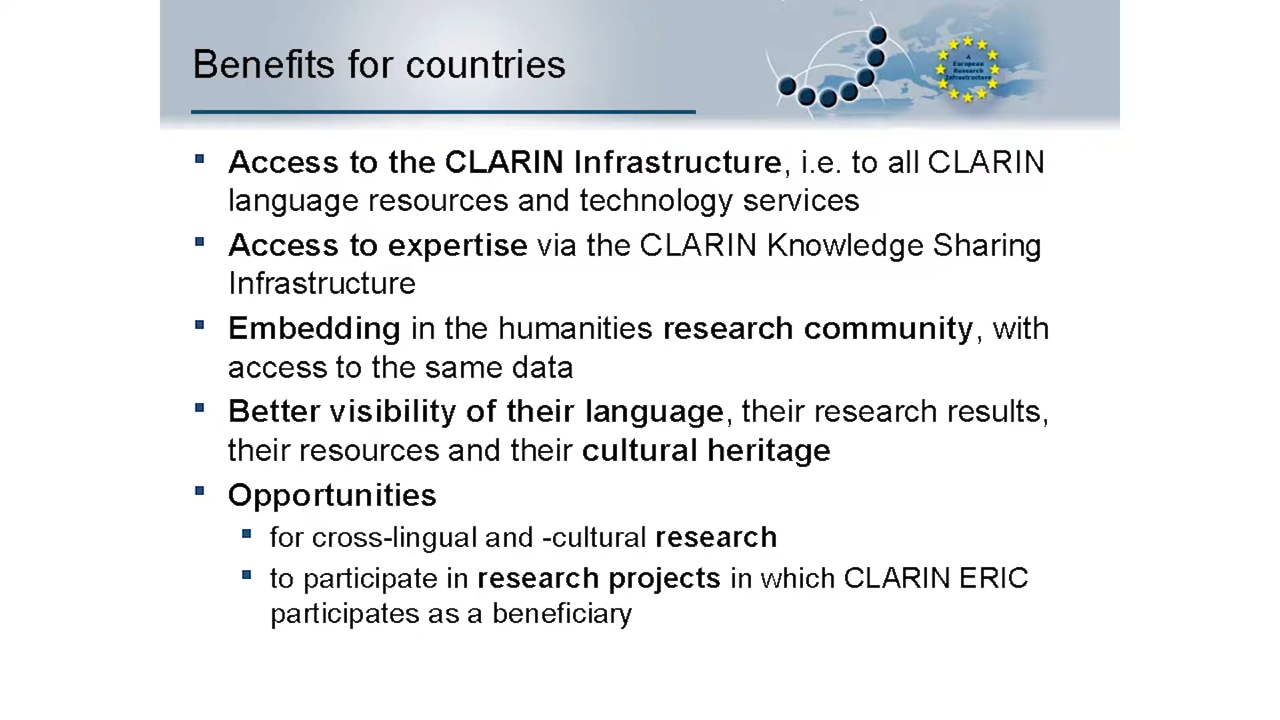 Benefits for countries
A
European
Research
Infrastructure
▪ Access to the CLARIN Infrastructure, i.e. to all CLARIN
language resources and technology services
▪ Access to expertise via the CLARIN Knowledge Sharing
Infrastructure
▪ Embedding in the humanities research community, with
access to the same data
▪ Better visibility of their language, their research results,
their resources and their cultural heritage
▪ Opportunities
▪ for cross-lingual and -cultural research
▪ to participate in research projects in which CLARIN ERIC
participates as a beneficiary